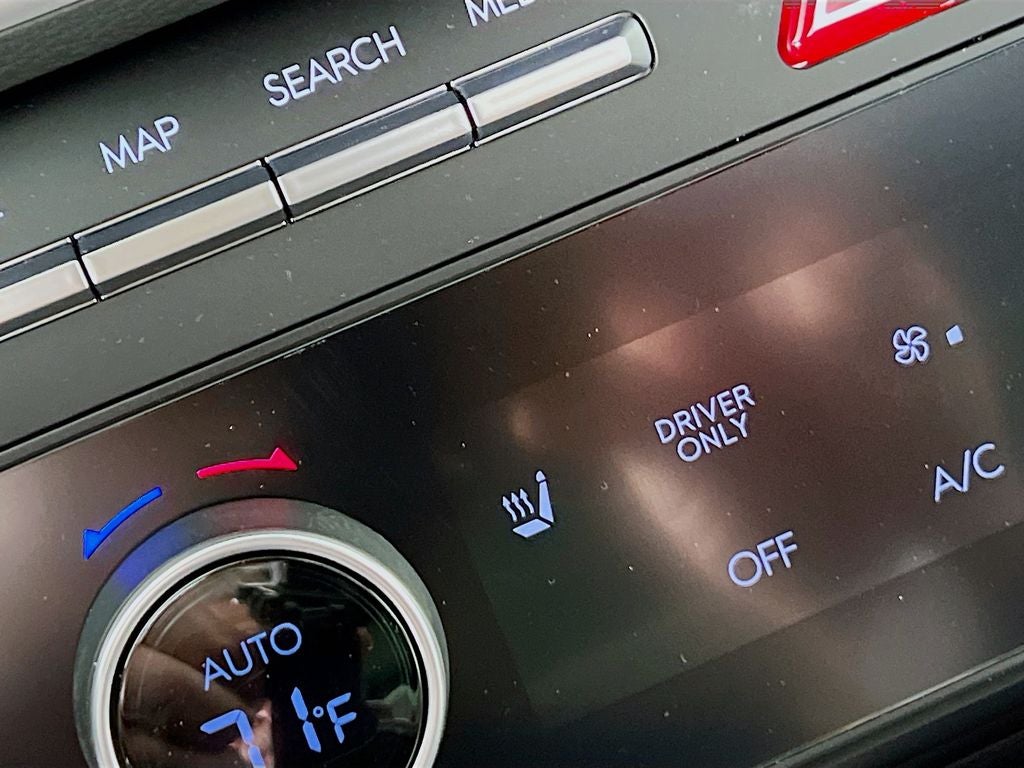 MAP
SEARCH
DRIVER
ONLY
A/C
OFF
AUTO
71°F